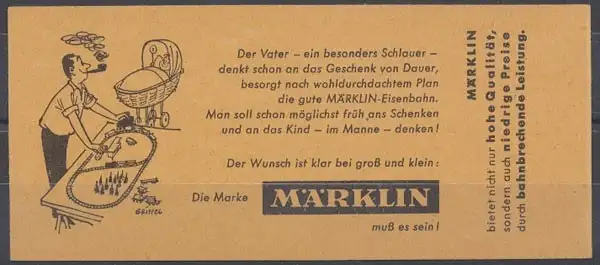 Der Vater – ein besonders Schlauer –
denkt schon an das Geschenk von Dauer,
besorgt nach wohldurchdachtem Plan
die gute MÄRKLIN-Eisenbahn.
Man soll schon möglichst früh ans Schenken
und an das Kind – im Manne – denken!
Der Wunsch ist klar bei groß und klein:
Die Marke MÄRKLIN
muß es sein!
MÄRKLIN
bietet nicht nur hohe Qualität,
sondern auch niedrige Preise
durch bahnbrechende Leistung.